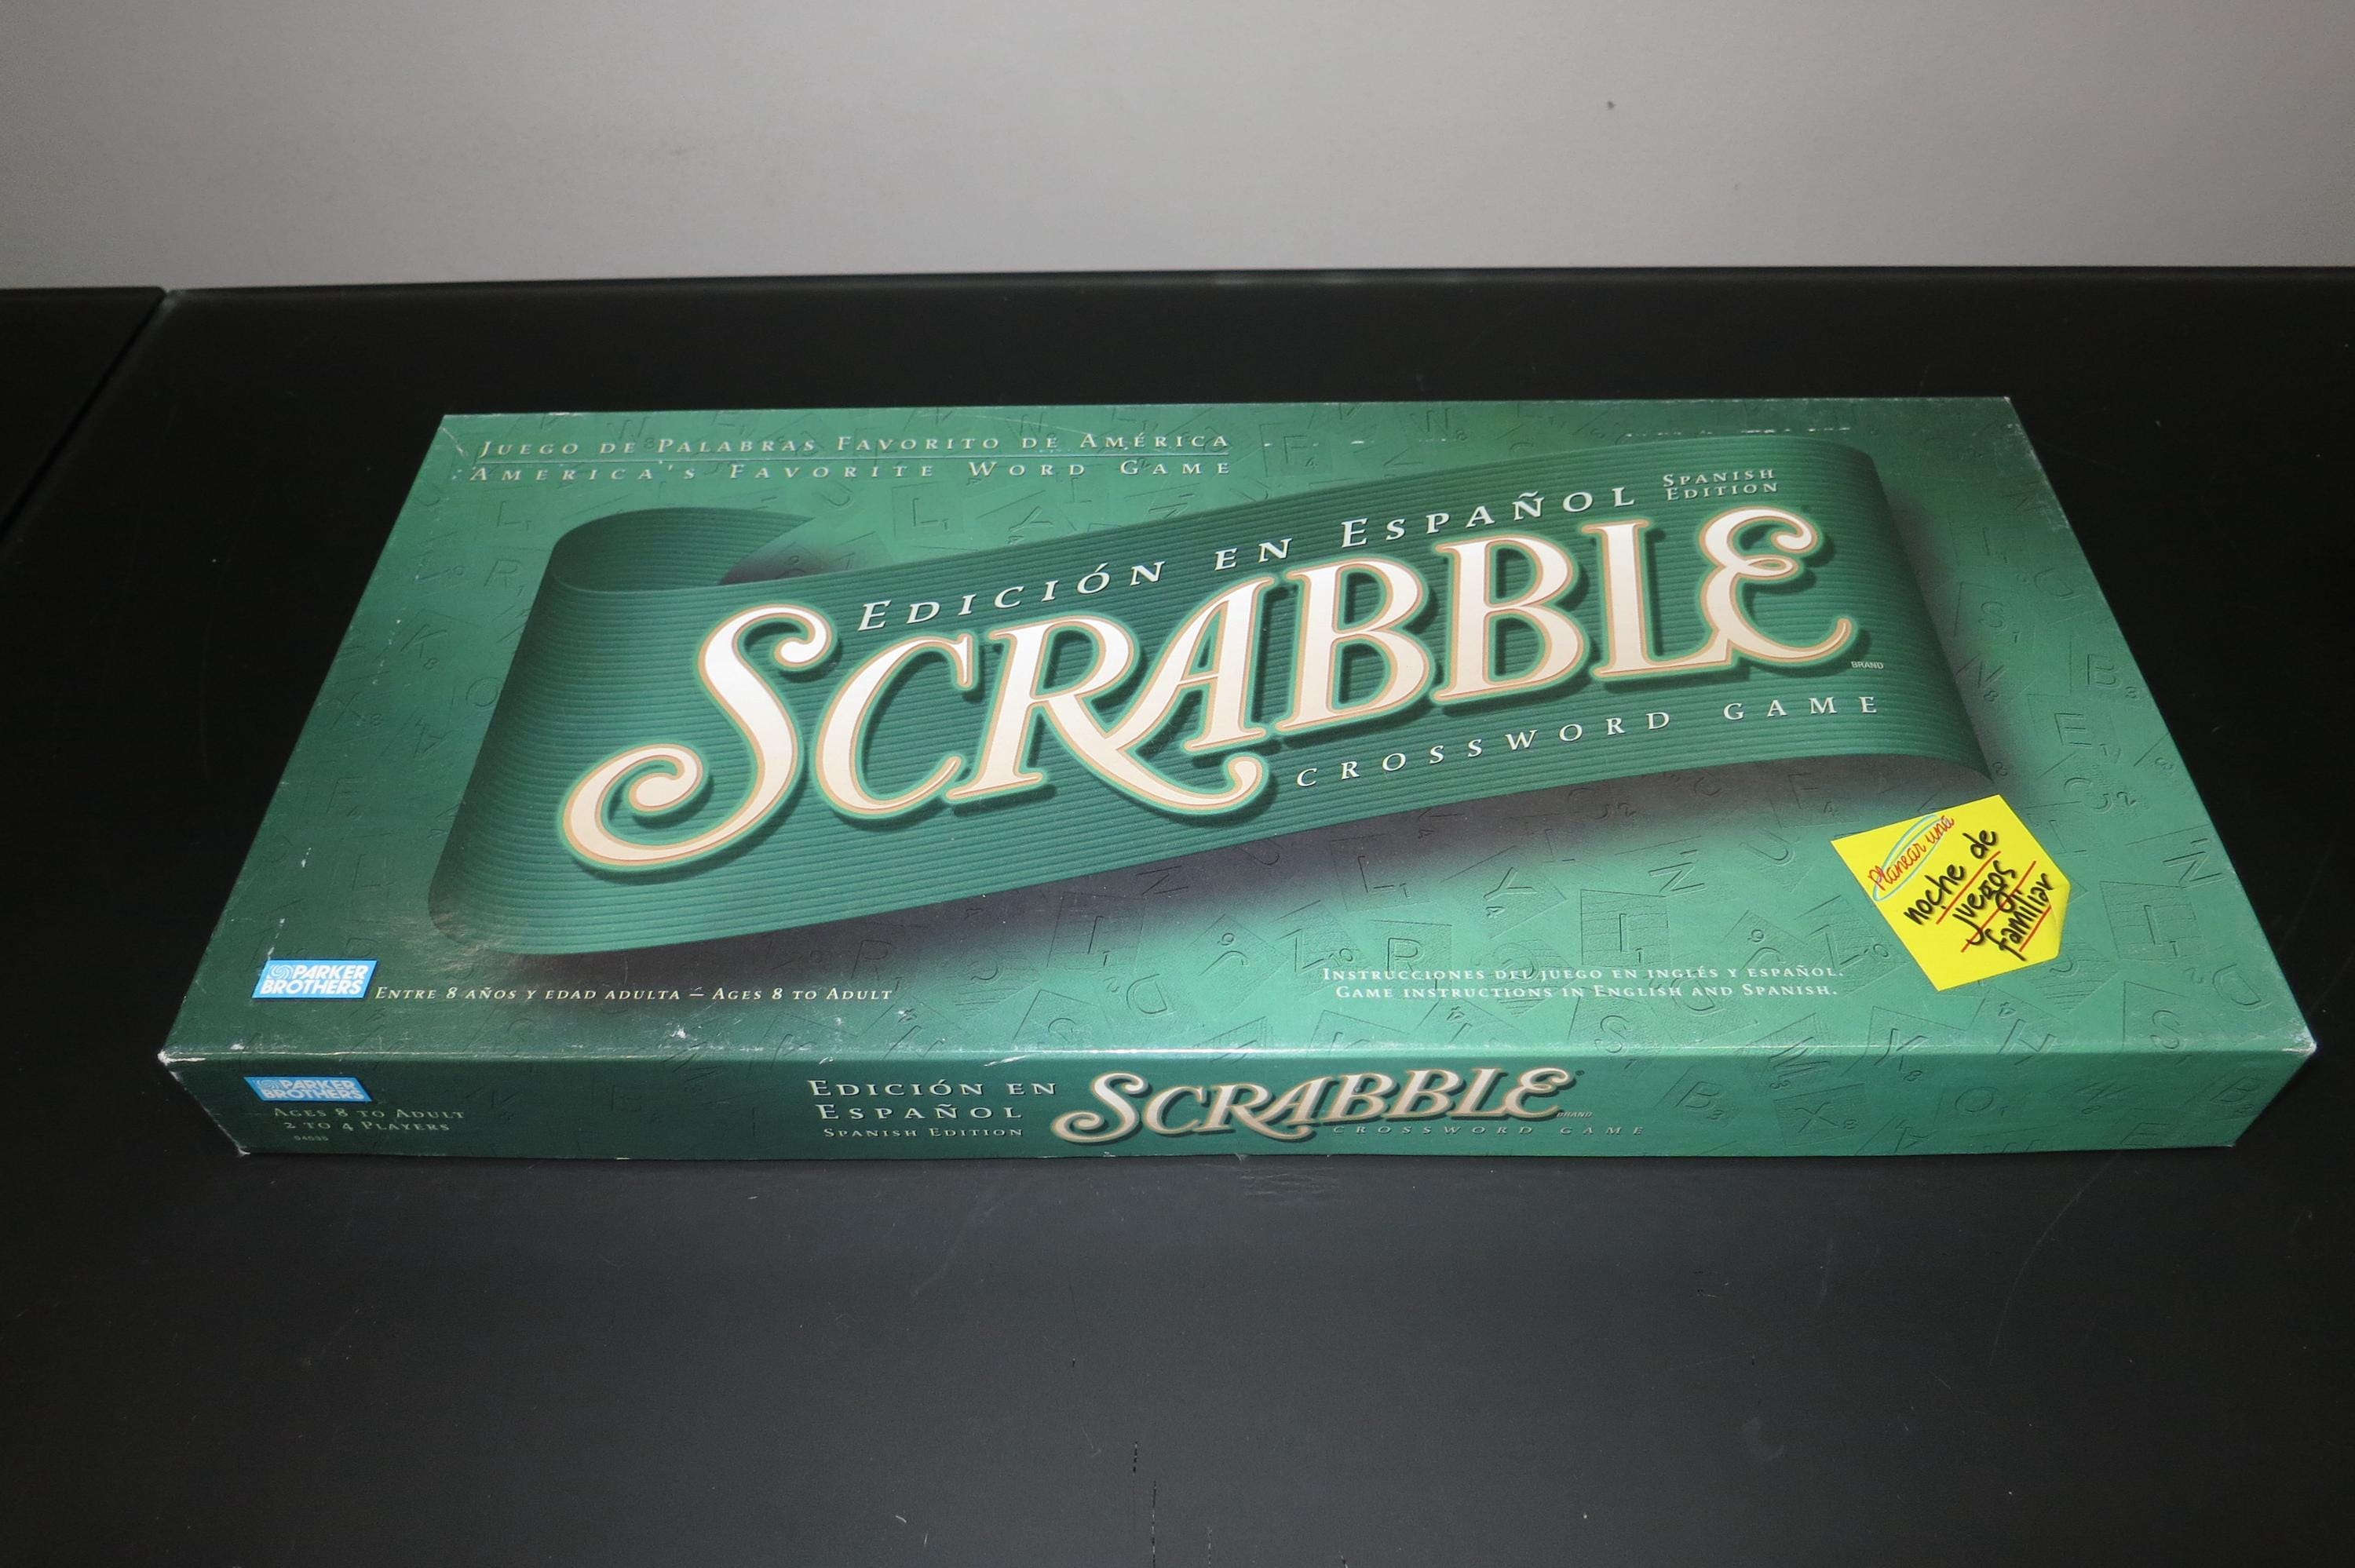 JUEGO DE PALABRAS FAVORITO DE AMÉRICA
AMERICA'S FAVORITE WORD GAME
EDICIÓN EN ESPAÑOL
SPANISH
EDITION
SCRABBLE
BRAND
CROSSWORD GAME
Planear una
noche de
juegos
familiar
PARKER
BROTHERS
ENTRE 8 AÑOS Y EDAD ADULTA — AGES 8 TO ADULT
INSTRUCCIONES DEL JUEGO EN INGLÉS Y ESPAÑOL.
GAME INSTRUCTIONS IN ENGLISH AND SPANISH.
PARKER
BROTHERS
AGES 8 TO ADULT
2 TO 4 PLAYERS
EDICIÓN EN
ESPAÑOL
SPANISH EDITION
SCRABBLE
BRAND
CROSSWORD GAME